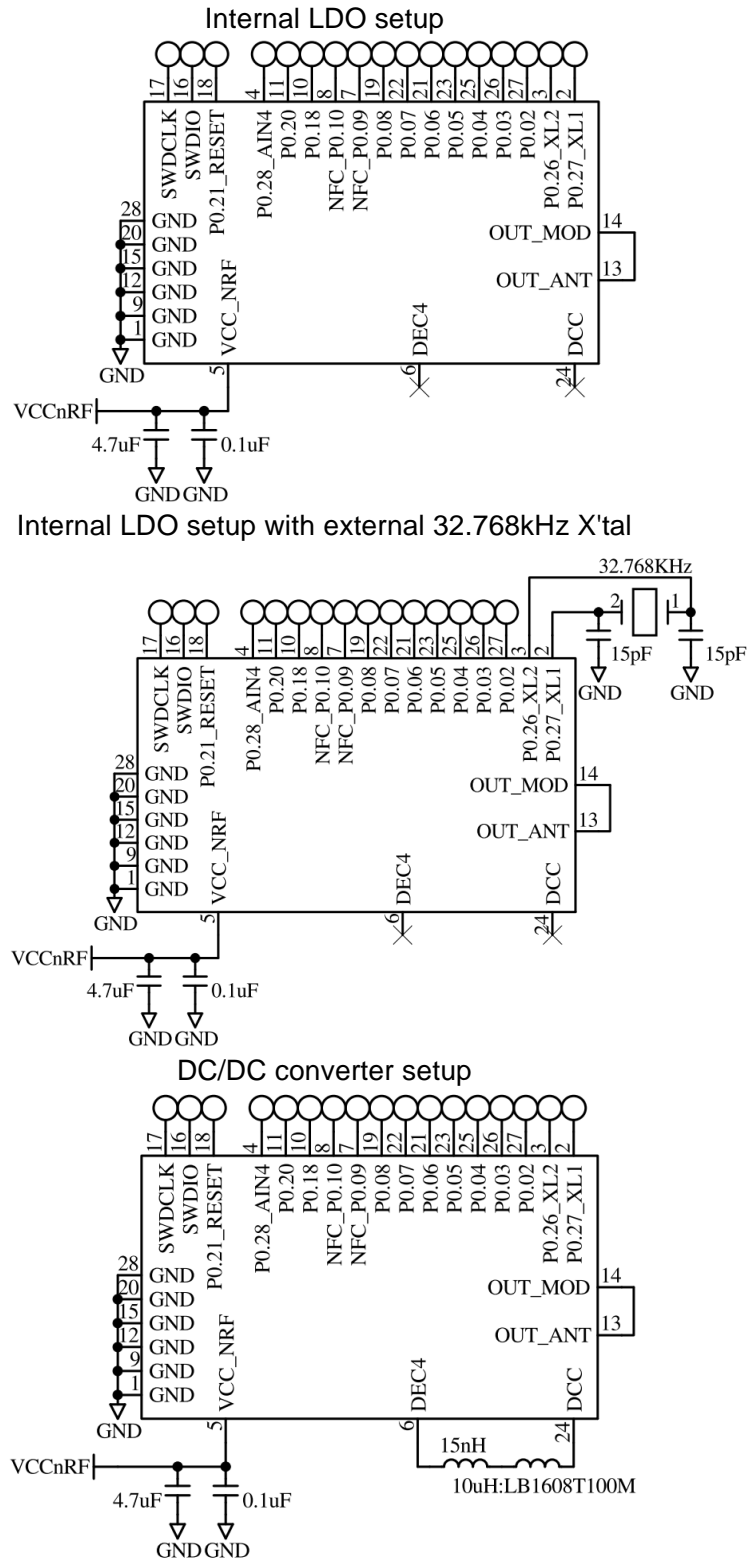 Internal LDO setup
17 16 18 4 11 10 8 7 19 22 21 23 25 26 27 3 2
SWDCLK
SWDIO
P0.21_RESET
P0.28_AIN4
P0.20
P0.18
NFC_P0.10
NFC_P0.09
P0.08
P0.07
P0.06
P0.05
P0.04
P0.03
P0.02
P0.26_XL2
P0.27_XL1
28 GND
20 GND
15 GND
12 GND
9 GND
1 GND
OUT_MOD 14
OUT_ANT 13
VCC_NRF
DEC4
DCC
GND
5 6 24
VCCnRF
4.7uF 0.1uF
GND GND
Internal LDO setup with external 32.768kHz X'tal
32.768KHz
2 1
15pF 15pF
GND GND
17 16 18 4 11 10 8 7 19 22 21 23 25 26 27 3 2
SWDCLK
SWDIO
P0.21_RESET
P0.28_AIN4
P0.20
P0.18
NFC_P0.10
NFC_P0.09
P0.08
P0.07
P0.06
P0.05
P0.04
P0.03
P0.02
P0.26_XL2
P0.27_XL1
28 GND
20 GND
15 GND
12 GND
9 GND
1 GND
OUT_MOD 14
OUT_ANT 13
VCC_NRF
DEC4
DCC
GND
5 6 24
VCCnRF
4.7uF 0.1uF
GND GND
DC/DC converter setup
17 16 18 4 11 10 8 7 19 22 21 23 25 26 27 3 2
SWDCLK
SWDIO
P0.21_RESET
P0.28_AIN4
P0.20
P0.18
NFC_P0.10
NFC_P0.09
P0.08
P0.07
P0.06
P0.05
P0.04
P0.03
P0.02
P0.26_XL2
P0.27_XL1
28 GND
20 GND
15 GND
12 GND
9 GND
1 GND
OUT_MOD 14
OUT_ANT 13
VCC_NRF
DEC4
DCC
GND
5 6 24
15nH
10uH:LB1608T100M
VCCnRF
4.7uF 0.1uF
GND GND